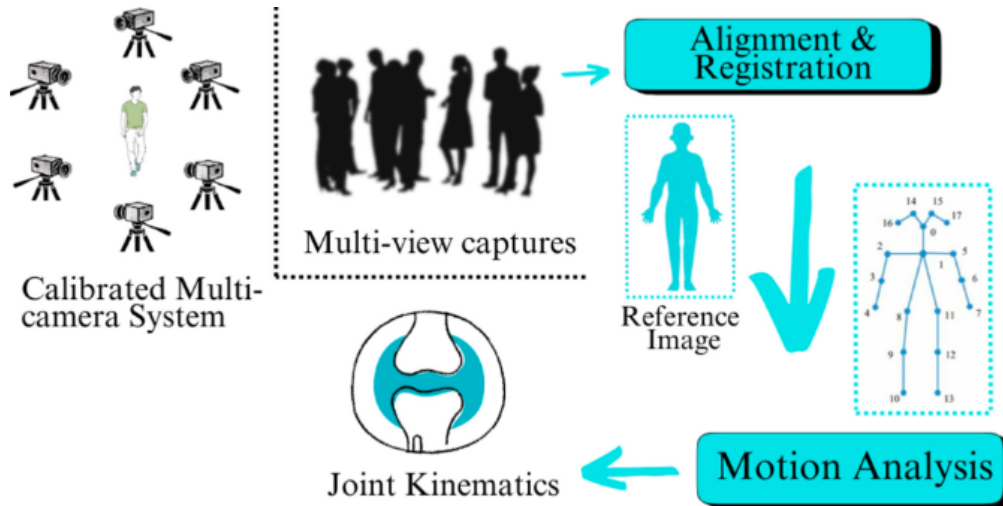 Alignment &
Registration
Multi-view captures
Calibrated Multi-
camera System
Reference
Image
14 15
16 17
0
2 5
1
3 6
4 7
8 11
9 12
10 13
Joint Kinematics
Motion Analysis